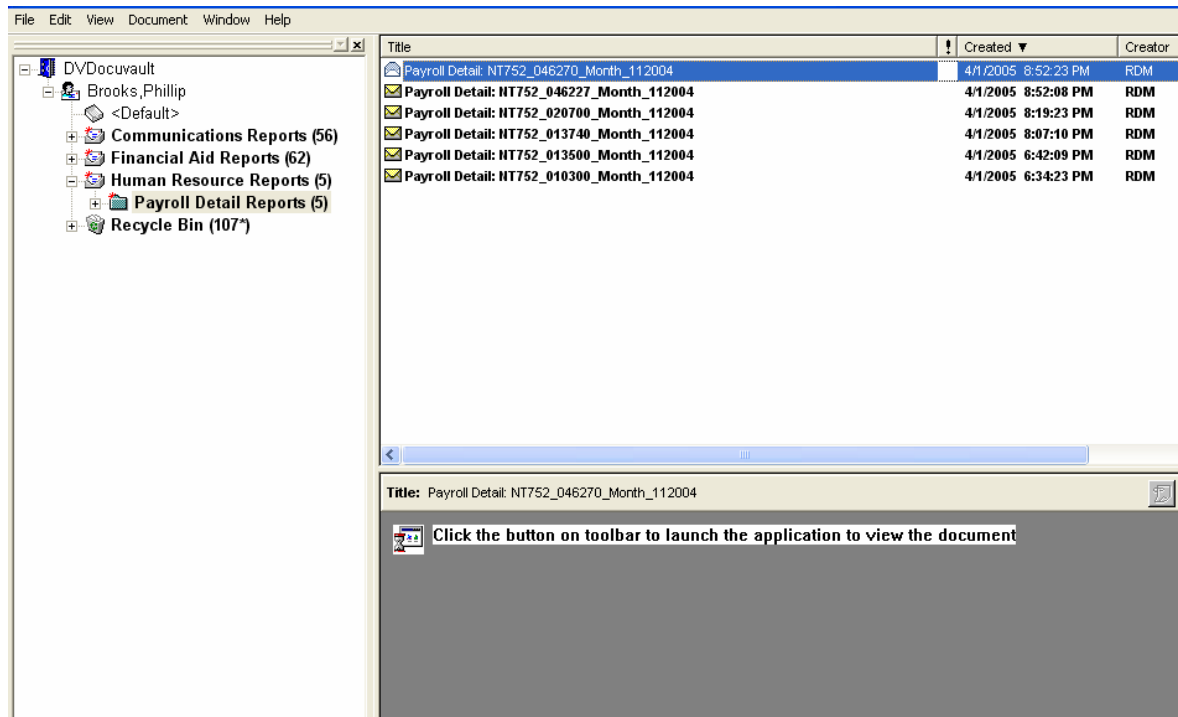 File Edit View Document Window Help
DVDocuvault
Brooks,Phillip
<Default>
Communications Reports (56)
Financial Aid Reports (62)
Human Resource Reports (5)
Payroll Detail Reports (5)
Recycle Bin (107*)
Title ! Created ▼ Creator
Payroll Detail: NT752_046270_Month_112004 4/1/2005 8:52:23 PM RDM
Payroll Detail: NT752_046227_Month_112004 4/1/2005 8:52:08 PM RDM
Payroll Detail: NT752_020700_Month_112004 4/1/2005 8:19:23 PM RDM
Payroll Detail: NT752_013740_Month_112004 4/1/2005 8:07:10 PM RDM
Payroll Detail: NT752_013500_Month_112004 4/1/2005 6:42:09 PM RDM
Payroll Detail: NT752_010300_Month_112004 4/1/2005 6:34:23 PM RDM
Title: Payroll Detail: NT752_046270_Month_112004
Click the button on toolbar to launch the application to view the document